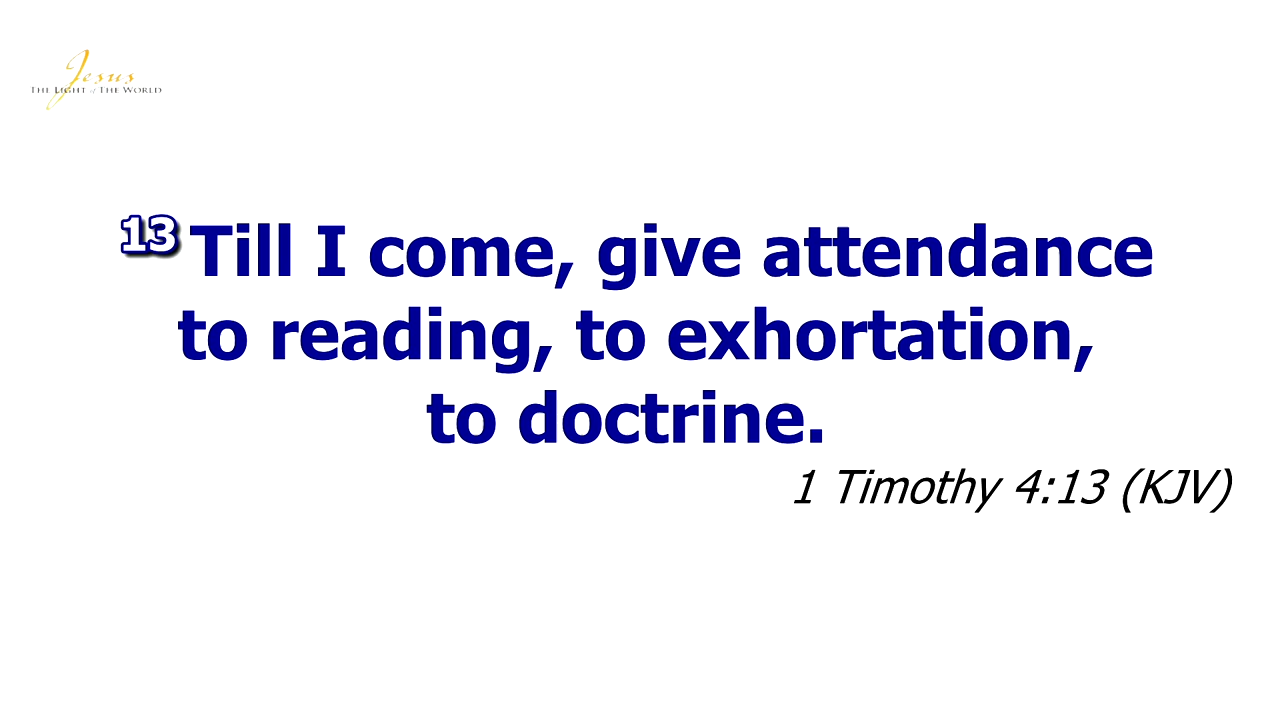 Jesus
THE LIGHT of THE WORLD
13 Till I come, give attendance
to reading, to exhortation,
to doctrine.
1 Timothy 4:13 (KJV)